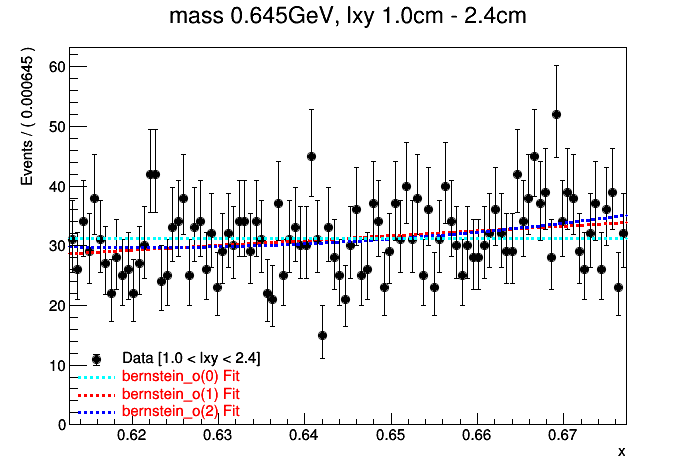 mass 0.645GeV, lxy 1.0cm - 2.4cm
Events / ( 0.000645 )
60
50
40
30
20
10
0
Data [1.0 < lxy < 2.4]
bernstein_o(0) Fit
bernstein_o(1) Fit
bernstein_o(2) Fit
0.62 0.63 0.64 0.65 0.66 0.67
x